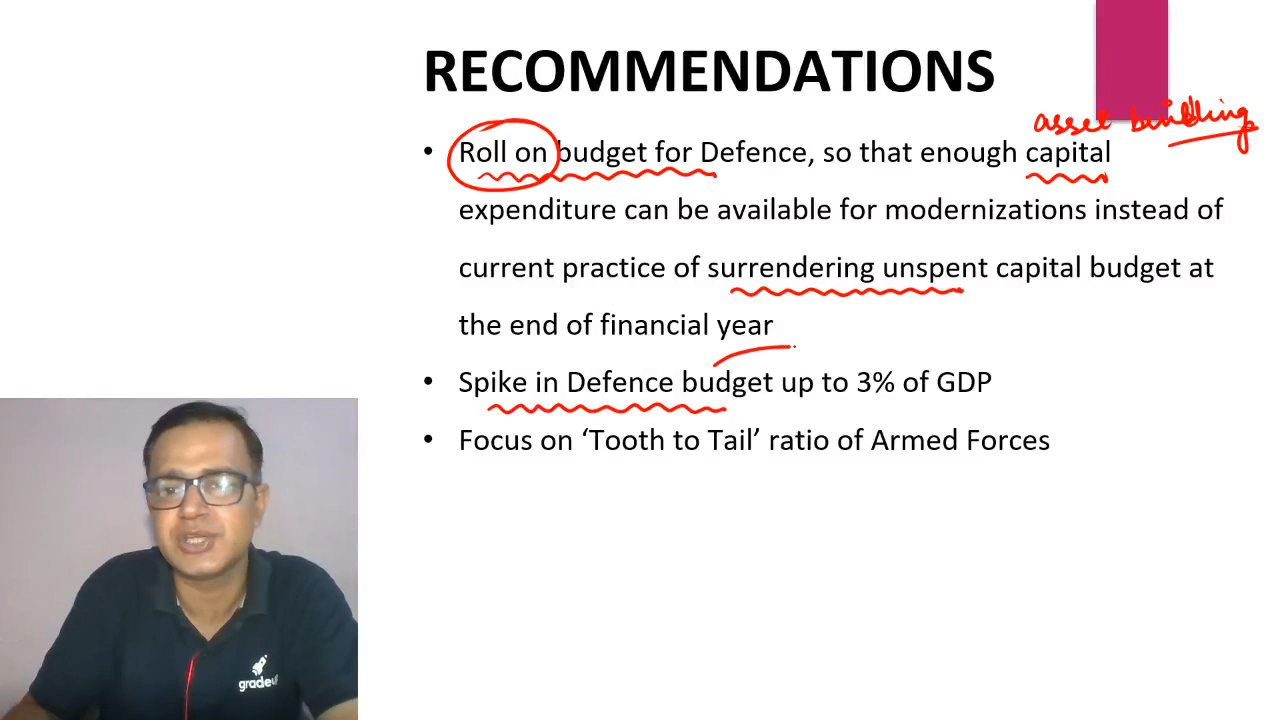 RECOMMENDATIONS
asset building
• Roll on budget for Defence, so that enough capital
expenditure can be available for modernizations instead of
current practice of surrendering unspent capital budget at
the end of financial year
• Spike in Defence budget up to 3% of GDP
• Focus on ‘Tooth to Tail’ ratio of Armed Forces
gradeup